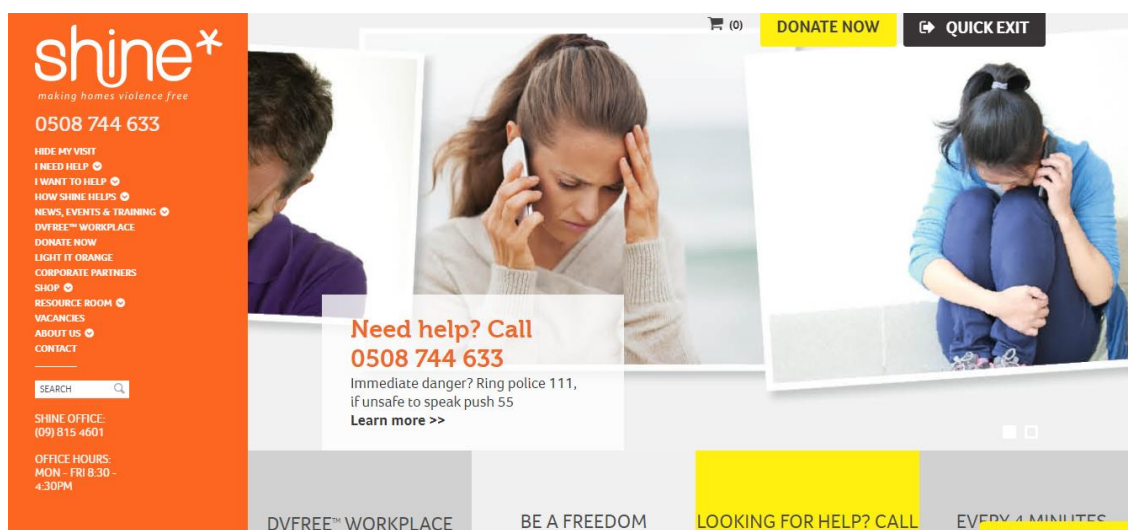 shine*
making homes violence free
0508 744 633
HIDE MY VISIT
I NEED HELP
I WANT TO HELP
HOW SHINE HELPS
NEWS, EVENTS & TRAINING
DVFREE™ WORKPLACE
DONATE NOW
LIGHT IT ORANGE
CORPORATE PARTNERS
SHOP
RESOURCE ROOM
VACANCIES
ABOUT US
CONTACT
SEARCH
SHINE OFFICE:
(09) 815 4601
OFFICE HOURS:
MON - FRI 8:30 -
4:30PM
(0)
DONATE NOW
QUICK EXIT
Need help? Call
0508 744 633
Immediate danger? Ring police 111,
if unsafe to speak push 55
Learn more >>
DVFREE™ WORKPLACE
BE A FREEDOM
LOOKING FOR HELP? CALL
EVERY 4 MINUTES